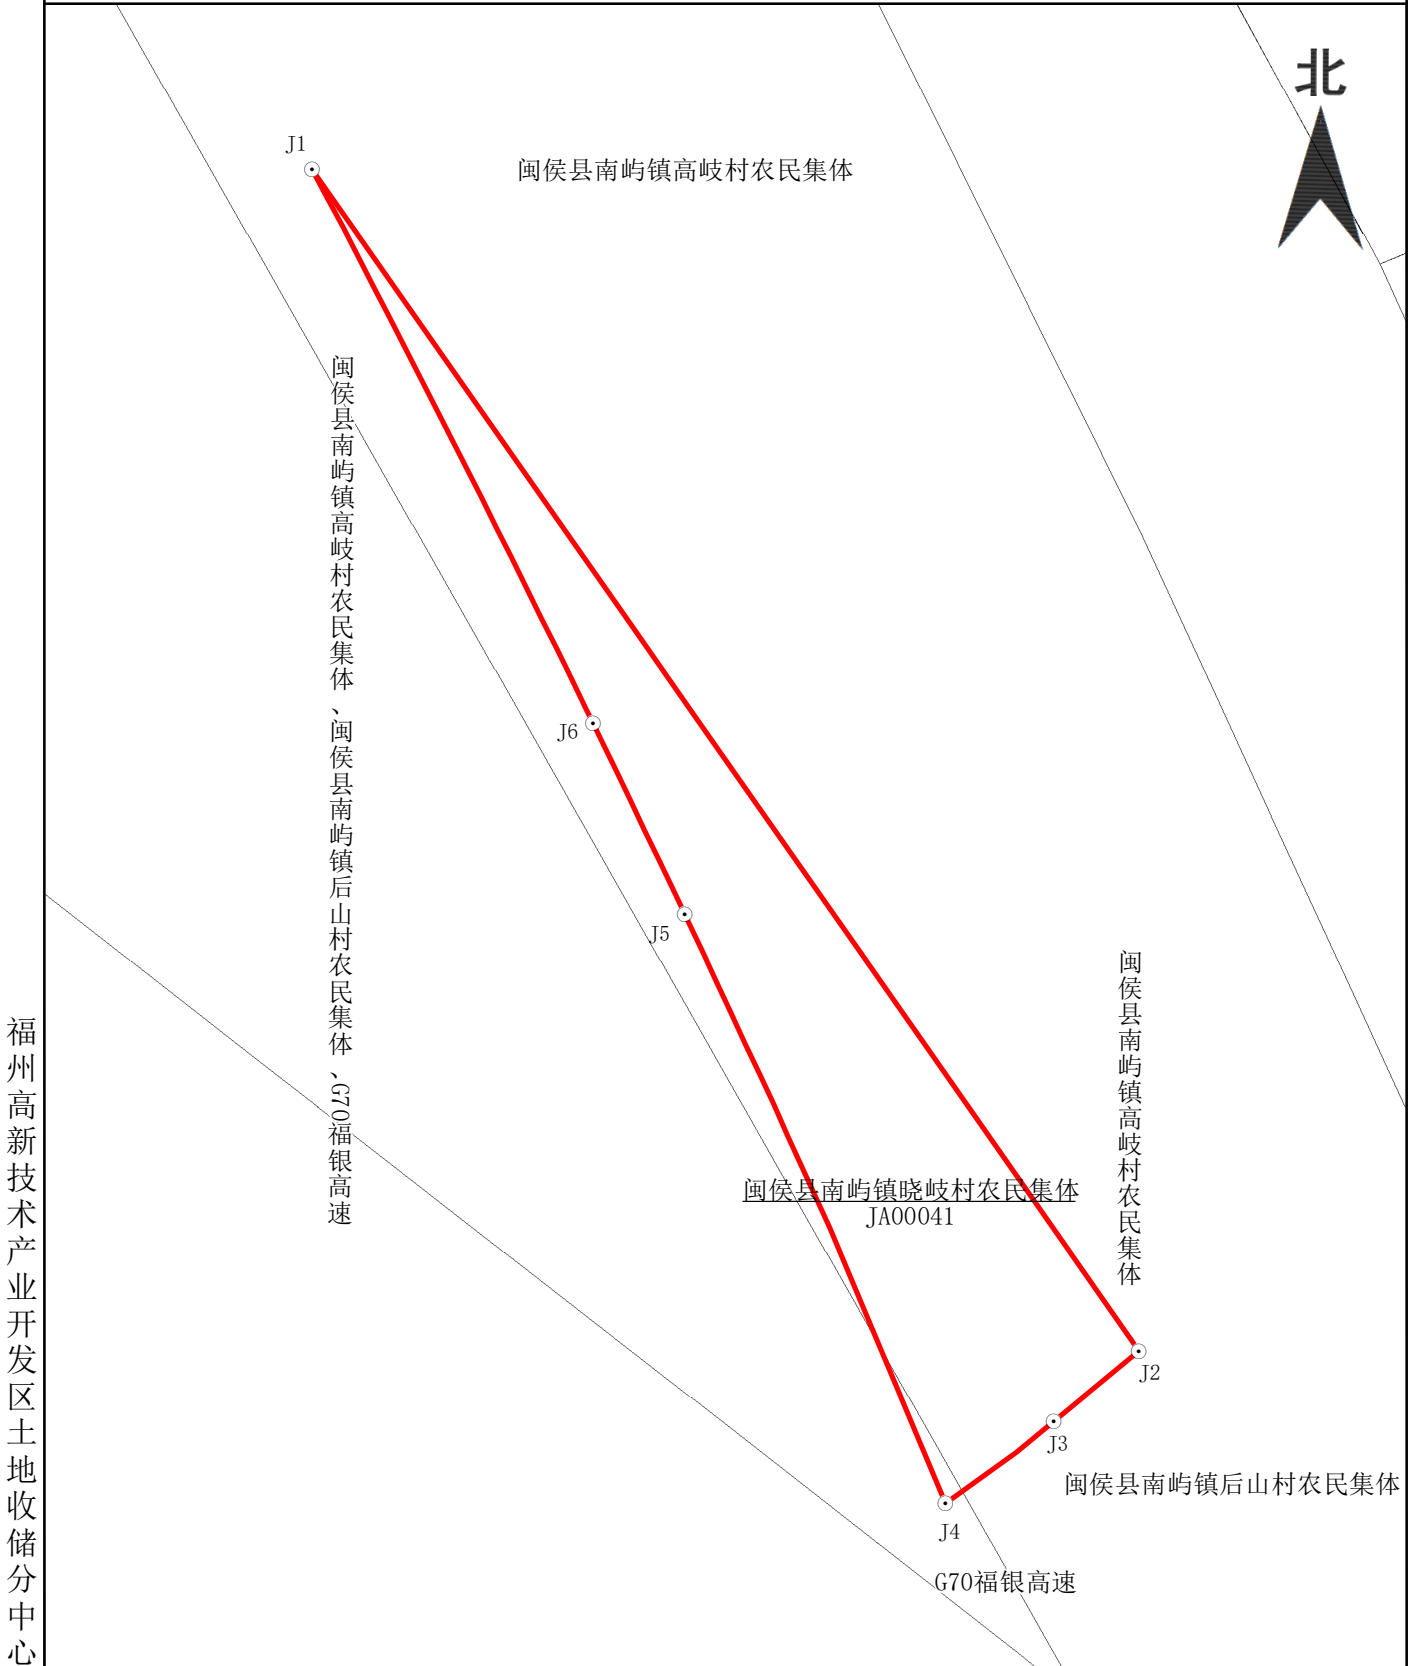 北
J1
闽侯县南屿镇高岐村农民集体
闽侯县南屿镇高岐村农民集体、闽侯县南屿镇后山村农民集体、G70福银高速
J6
J5
闽侯县南屿镇高岐村农民集体
闽侯县南屿镇晓岐村农民集体
JA00041
J2
J3
闽侯县南屿镇后山村农民集体
J4
G70福银高速
福州高新技术产业开发区土地收储分中心